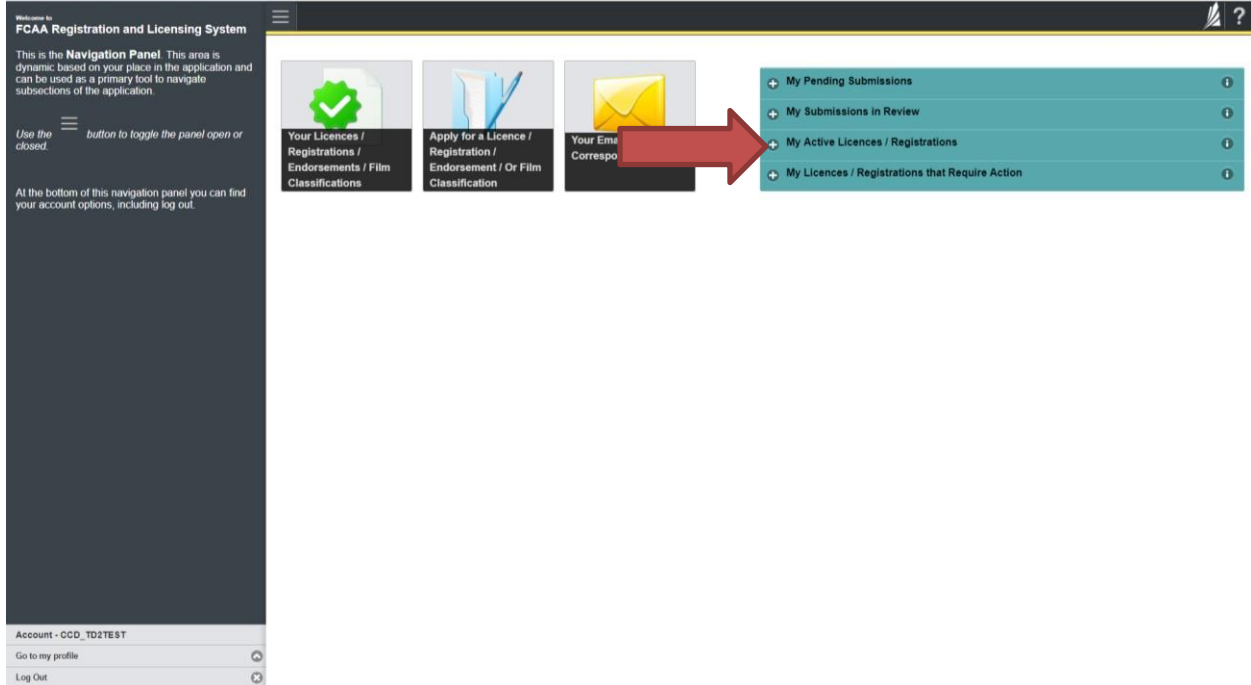 Welcome to
FCAA Registration and Licensing System
This is the Navigation Panel. This area is
dynamic based on your place in the application and
can be used as a primary tool to navigate
subsections of the application.
Use the button to toggle the panel open or
closed.
At the bottom of this navigation panel you can find
your account options, including log out.
Account - CCD_TD2TEST
Go to my profile
Log Out
?
Your Licences /
Registrations /
Endorsements / Film
Classifications
Apply for a Licence /
Registration /
Endorsement / Or Film
Classification
Your
My Pending Submissions
My Submissions in Review
My Active Licences / Registrations
My Licences / Registrations that Require Action